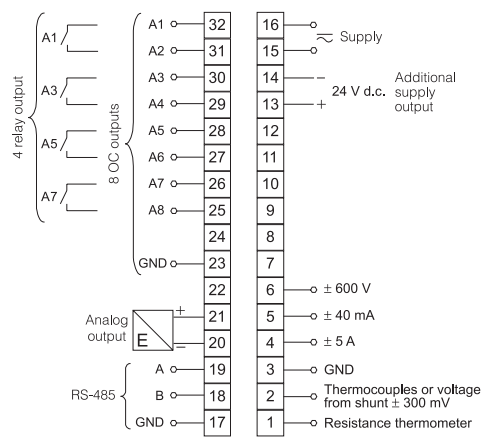 4 relay output
A1
A3
A5
A7
8 OC outputs
A1 32
A2 31
A3 30
A4 29
A5 28
A6 27
A7 26
A8 25
24
GND 23
22
Analog output
E
+ 21
− 20
RS-485
A 19
B 18
GND 17
16
15
Supply
14 −
13 +
24 V d.c.
Additional
supply
output
12
11
10
9
8
7
6 ± 600 V
5 ± 40 mA
4 ± 5 A
3 GND
2 Thermocouples or voltage
from shunt ± 300 mV
1 Resistance thermometer